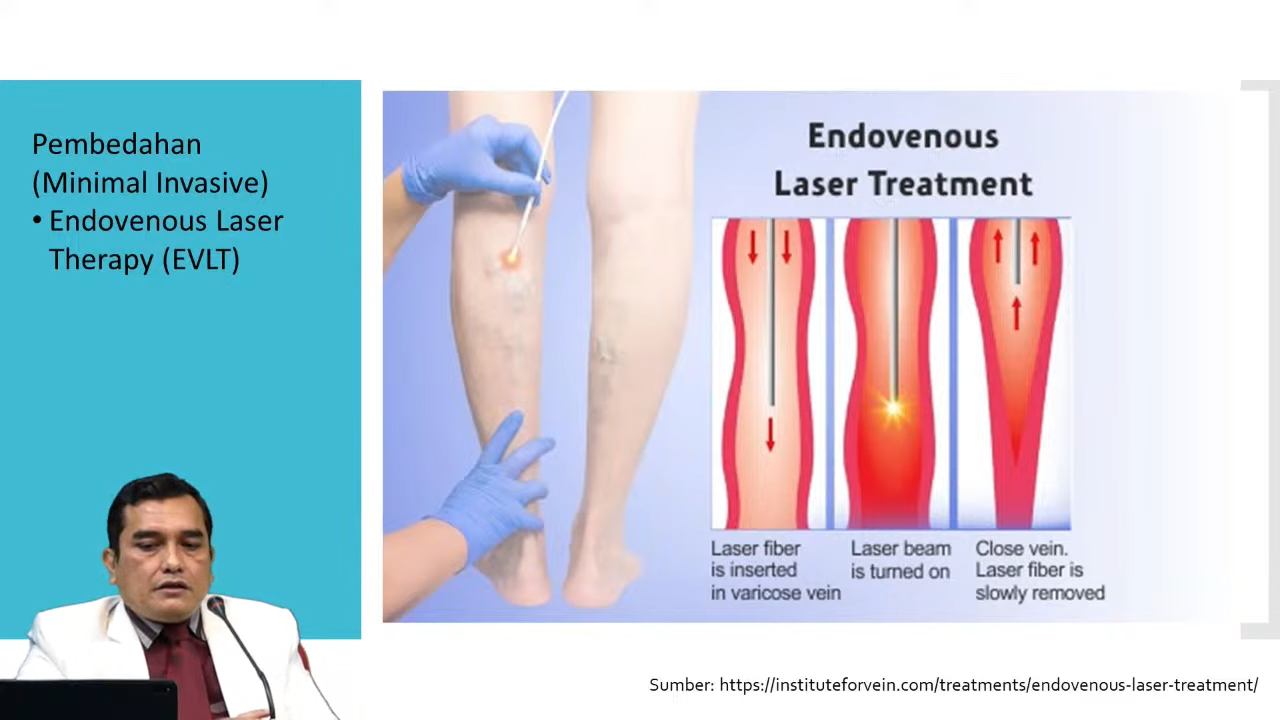 Pembedahan
(Minimal Invasive)
• Endovenous Laser
Therapy (EVLT)
Endovenous
Laser Treatment
Laser fiber
is inserted
in varicose vein
Laser beam
is turned on
Close vein.
Laser fiber is
slowly removed
Sumber: https://instituteforvein.com/treatments/endovenous-laser-treatment/